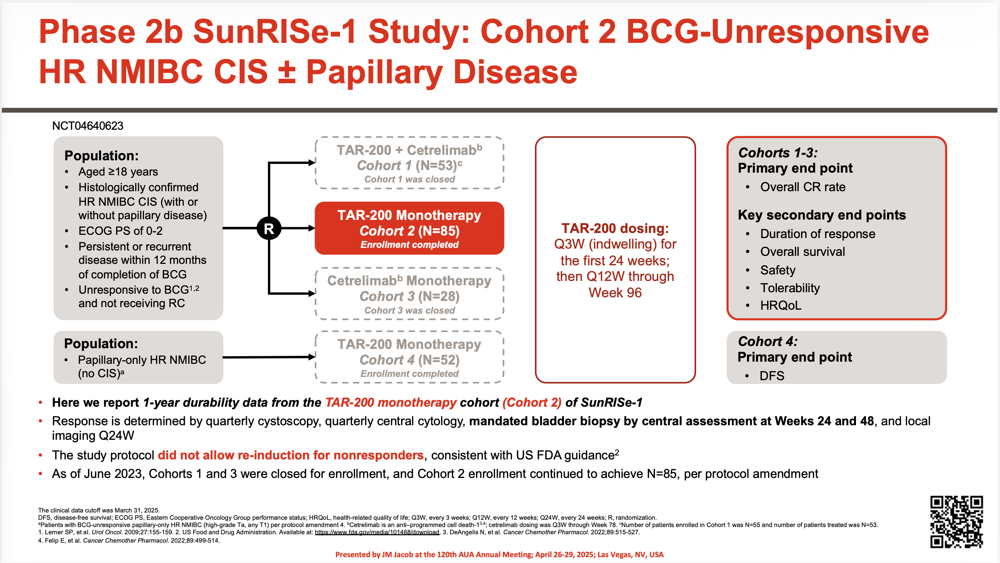 Phase 2b SunRISe-1 Study: Cohort 2 BCG-Unresponsive
HR NMIBC CIS ± Papillary Disease
NCT04640623
Population:
• Aged ≥18 years
• Histologically confirmed
HR NMIBC CIS (with or
without papillary disease)
• ECOG PS of 0-2
• Persistent or recurrent
disease within 12 months
of completion of BCG
• Unresponsive to BCG1,2
and not receiving RC
Population:
• Papillary-only HR NMIBC
(no CIS)a
R
TAR-200 + Cetrelimabb
Cohort 1 (N=53)c
Cohort 1 was closed
TAR-200 Monotherapy
Cohort 2 (N=85)
Enrollment completed
Cetrelimabb Monotherapy
Cohort 3 (N=28)
Cohort 3 was closed
TAR-200 Monotherapy
Cohort 4 (N=52)
Enrollment completed
TAR-200 dosing:
Q3W (indwelling) for
the first 24 weeks;
then Q12W through
Week 96
Cohorts 1-3:
Primary end point
• Overall CR rate
Key secondary end points
• Duration of response
• Overall survival
• Safety
• Tolerability
• HRQoL
Cohort 4:
Primary end point
• DFS
• Here we report 1-year durability data from the TAR-200 monotherapy cohort (Cohort 2) of SunRISe-1
• Response is determined by quarterly cystoscopy, quarterly central cytology, mandated bladder biopsy by central assessment at Weeks 24 and 48, and local
imaging Q24W
• The study protocol did not allow re-induction for nonresponders, consistent with US FDA guidance2
• As of June 2023, Cohorts 1 and 3 were closed for enrollment, and Cohort 2 enrollment continued to achieve N=85, per protocol amendment
The clinical data cutoff was March 31, 2025.
DFS, disease-free survival; ECOG PS, Eastern Cooperative Oncology Group performance status; HRQoL, health-related quality of life; Q3W, every 3 weeks; Q12W, every 12 weeks; Q24W, every 24 weeks; R, randomization.
aPatients with BCG-unresponsive papillary-only HR NMIBC (high-grade Ta, any T1) per protocol amendment 4. bCetrelimab is an anti–programmed cell death-13,4; cetrelimab dosing was Q3W through Week 78. cNumber of patients enrolled in Cohort 1 was N=55 and number of patients treated was N=53.
1. Lerner SP, et al. Urol Oncol. 2009;27:155-159. 2. US Food and Drug Administration. Available at: https://www.fda.gov/media/101468/download. 3. DeAngelis N, et al. Cancer Chemother Pharmacol. 2022;89:515-527.
4. Felip E, et al. Cancer Chemother Pharmacol. 2022;89:499-514.
Presented by JM Jacob at the 120th AUA Annual Meeting; April 26-29, 2025; Las Vegas, NV, USA